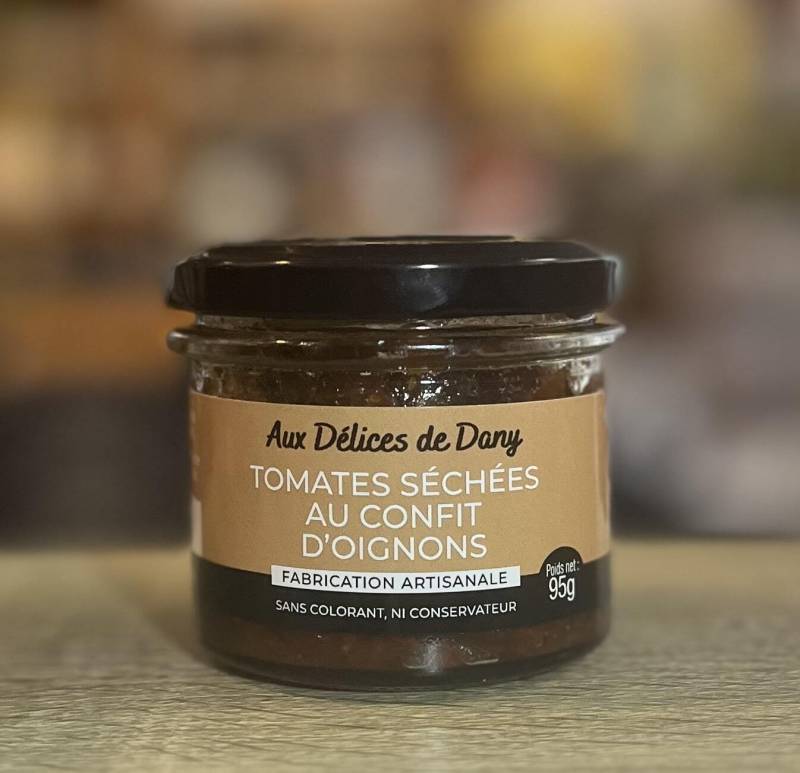 Aux Délices de Dany
TOMATES SÉCHÉES
AU CONFIT
D'OIGNONS
FABRICATION ARTISANALE
Poids net :
95g
SANS COLORANT, NI CONSERVATEUR